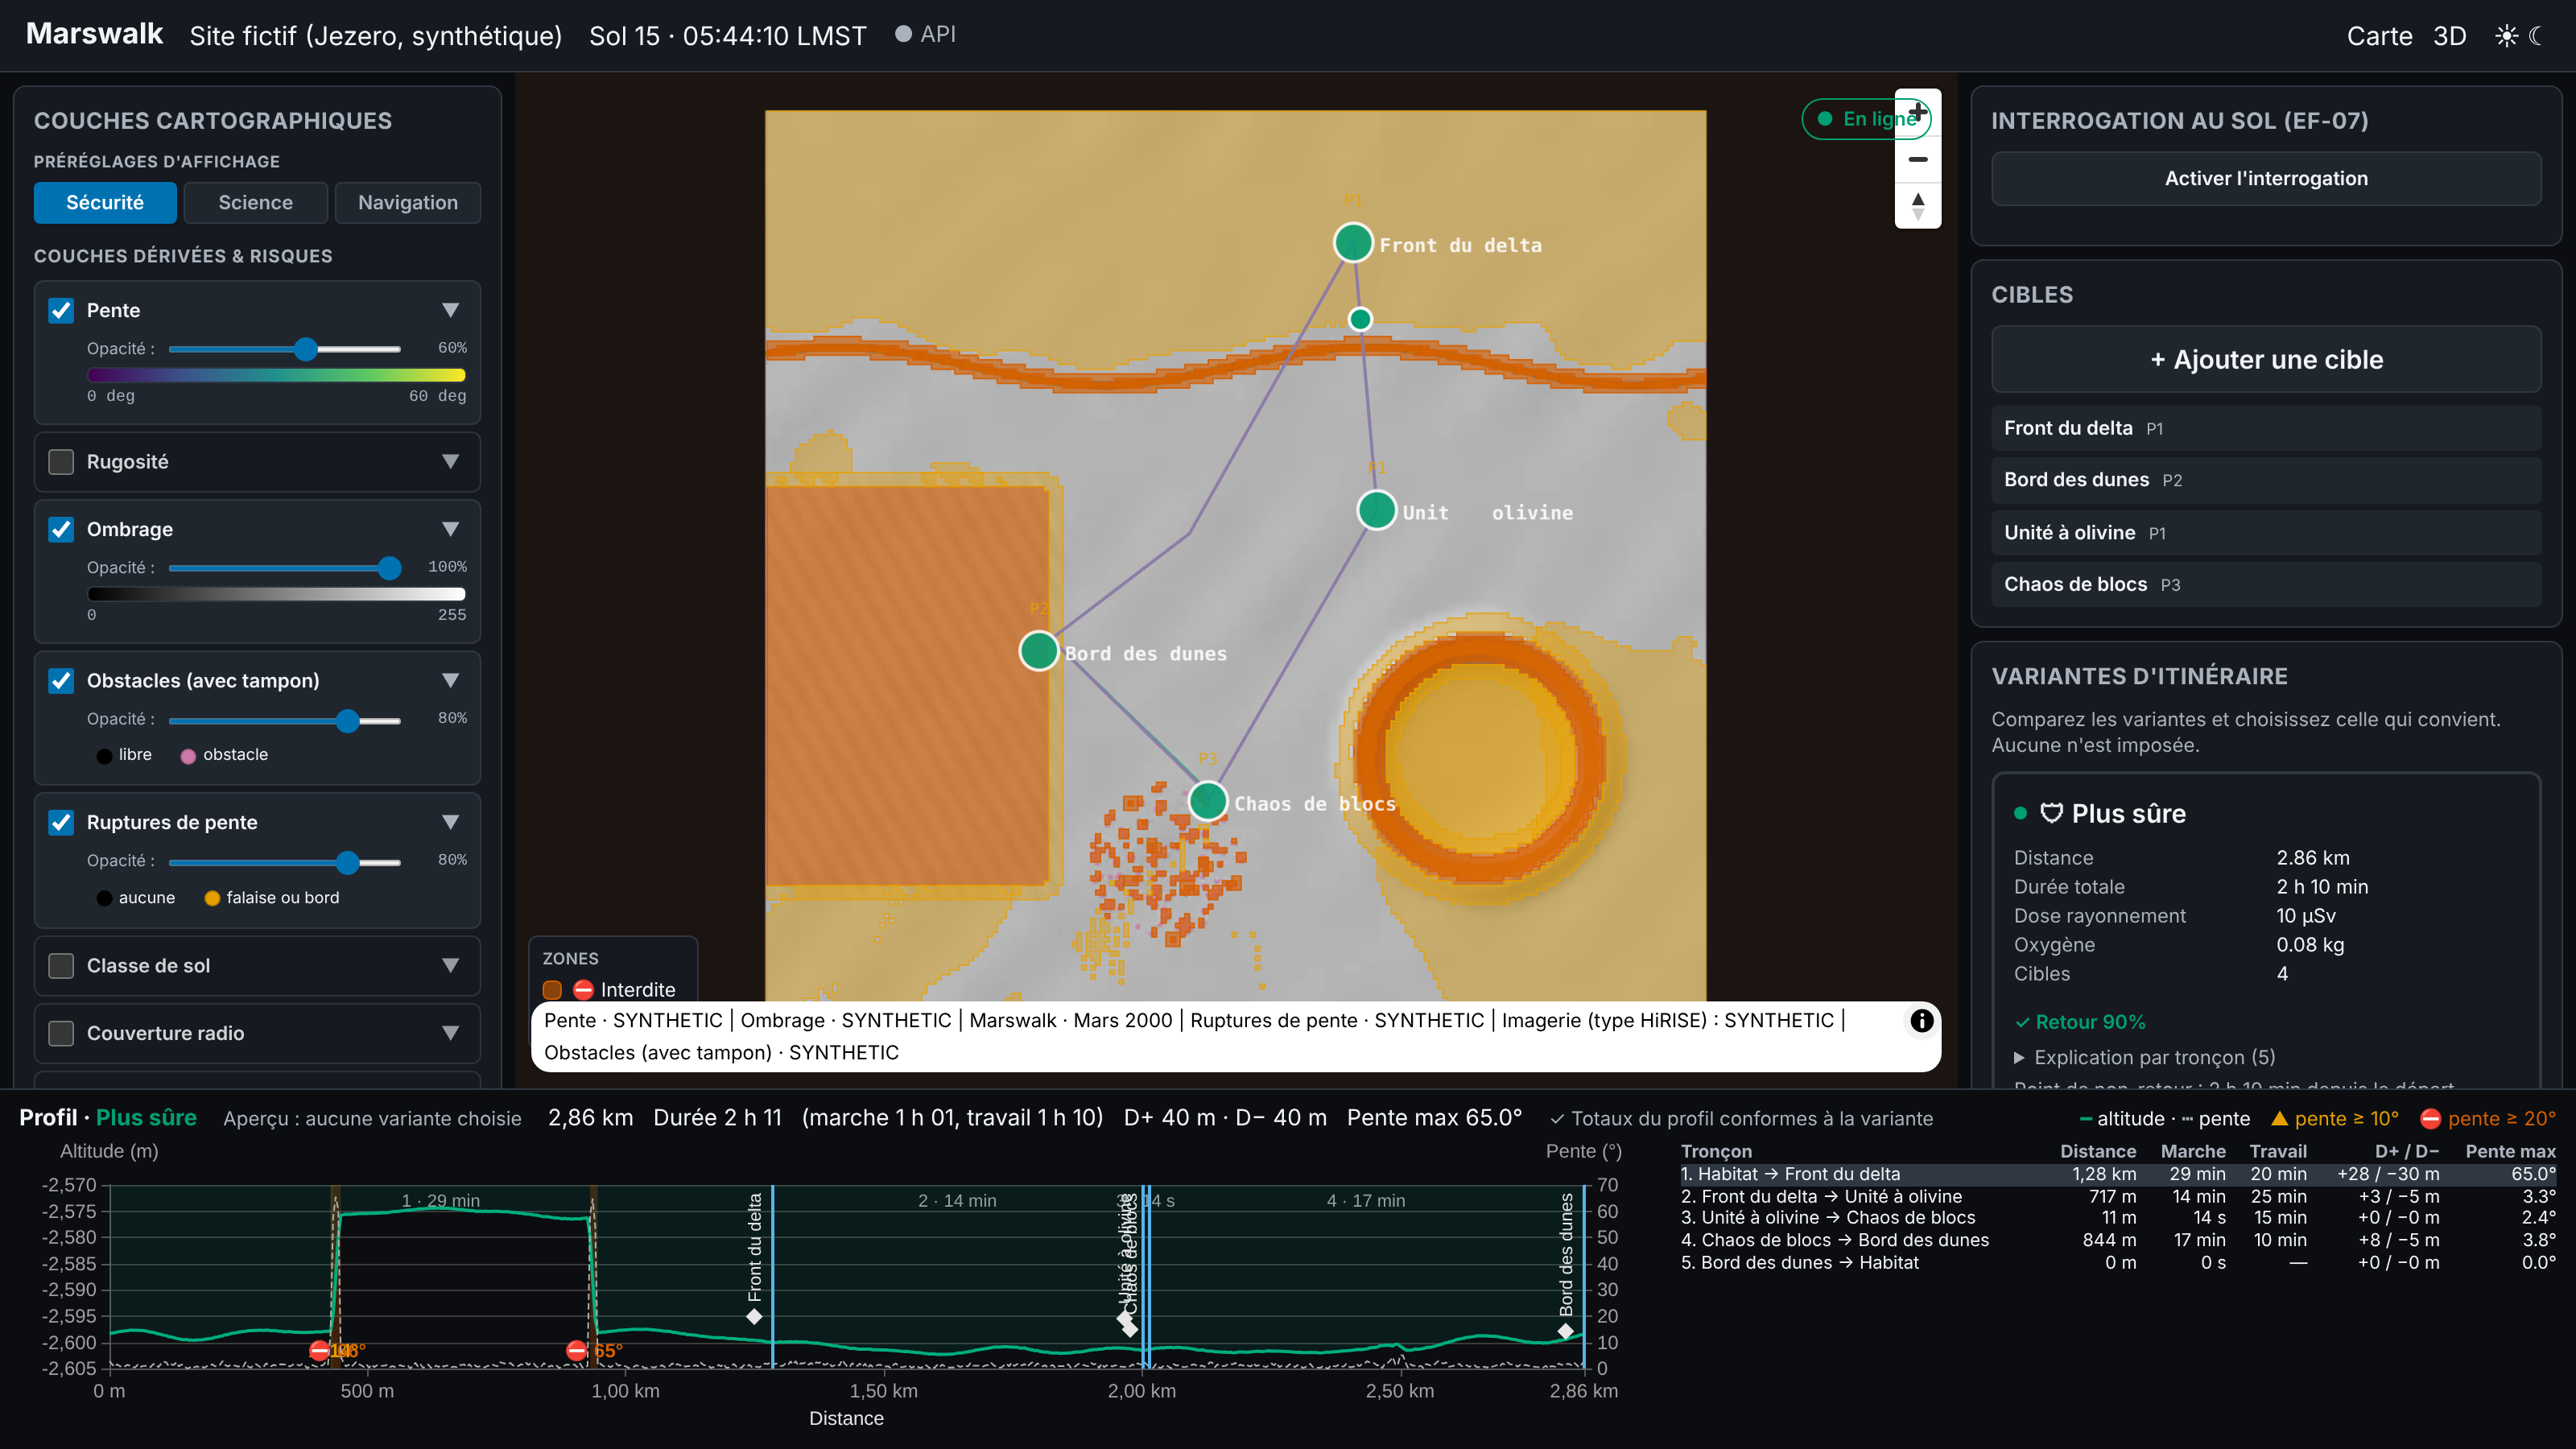 Marswalk Site fictif (Jezero, synthétique) Sol 15 · 05:44:10 LMST API
Carte 3D ☀ ☾
COUCHES CARTOGRAPHIQUES
PRÉRÉGLAGES D'AFFICHAGE
Sécurité Science Navigation
COUCHES DÉRIVÉES & RISQUES
Pente ▼
Opacité : 60%
0 deg 60 deg
Rugosité ▼
Ombrage ▼
Opacité : 100%
0 255
Obstacles (avec tampon) ▼
Opacité : 80%
libre obstacle
Ruptures de pente ▼
Opacité : 80%
aucune falaise ou bord
Classe de sol ▼
Couverture radio ▼
En ligne
P1
Front du delta
P1
Unit olivine
P2
Bord des dunes
P3
Chaos de blocs
ZONES
⛔ Interdite
Pente · SYNTHETIC | Ombrage · SYNTHETIC | Marswalk · Mars 2000 | Ruptures de pente · SYNTHETIC | Imagerie (type HiRISE) : SYNTHETIC |
Obstacles (avec tampon) · SYNTHETIC
INTERROGATION AU SOL (EF-07)
Activer l'interrogation
CIBLES
+ Ajouter une cible
Front du delta P1
Bord des dunes P2
Unité à olivine P1
Chaos de blocs P3
VARIANTES D'ITINÉRAIRE
Comparez les variantes et choisissez celle qui convient.
Aucune n'est imposée.
Plus sûre
Distance 2.86 km
Durée totale 2 h 10 min
Dose rayonnement 10 µSv
Oxygène 0.08 kg
Cibles 4
✓ Retour 90%
▶ Explication par tronçon (5)
Point de non-retour : 2 h 10 min depuis le départ
Profil · Plus sûre Aperçu : aucune variante choisie 2,86 km Durée 2 h 11 (marche 1 h 01, travail 1 h 10) D+ 40 m · D− 40 m Pente max 65.0° ✓ Totaux du profil conformes à la variante
━ altitude · ┅ pente ▲ pente ≥ 10° ⛔ pente ≥ 20°
Altitude (m) Pente (°)
-2,570
-2,575
-2,580
-2,585
-2,590
-2,595
-2,600
-2,605
1 · 29 min 2 · 14 min 4 · 17 min
Front du delta
Unité à olivine
Chaos de blocs
Bord des dunes
65°
70
60
50
40
30
20
10
0
0 m 500 m 1,00 km 1,50 km 2,00 km 2,50 km 2,86 km
Distance
Tronçon Distance Marche Travail D+ / D− Pente max
1. Habitat → Front du delta 1,28 km 29 min 20 min +28 / −30 m 65.0°
2. Front du delta → Unité à olivine 717 m 14 min 25 min +3 / −5 m 3.3°
3. Unité à olivine → Chaos de blocs 11 m 14 s 15 min +0 / −0 m 2.4°
4. Chaos de blocs → Bord des dunes 844 m 17 min 10 min +8 / −5 m 3.8°
5. Bord des dunes → Habitat 0 m 0 s — +0 / −0 m 0.0°